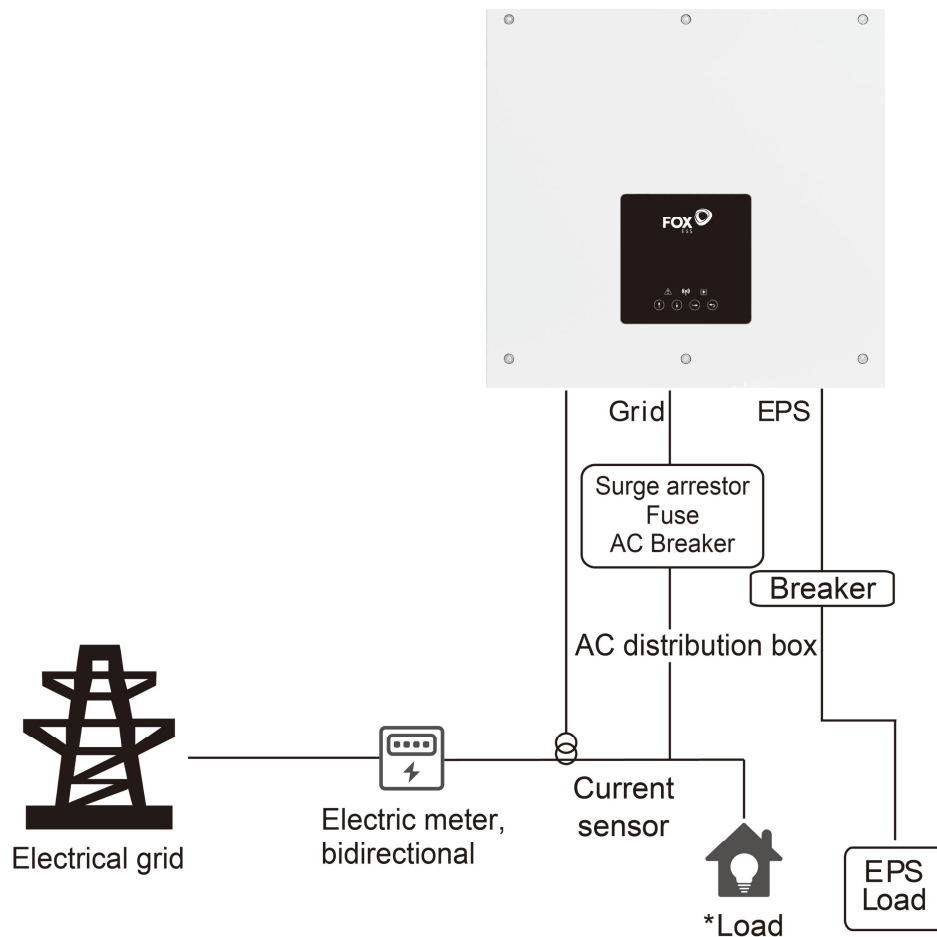 FOX
ESS
Grid
EPS
Surge arrestor
Fuse
AC Breaker
Breaker
AC distribution box
Electrical grid
Electric meter,
bidirectional
Current
sensor
*Load
EPS
Load